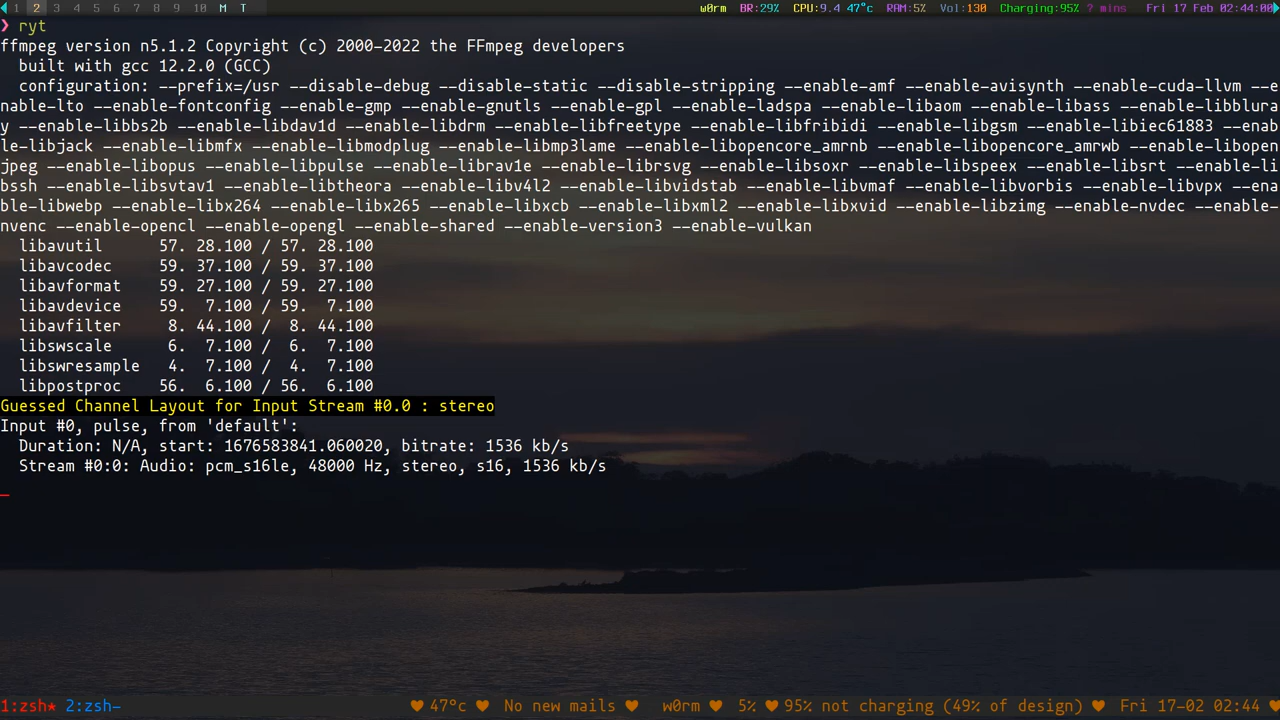 1 2 3 4 5 6 7 8 9 10 M T w0rm BR:29% CPU:9.4 47°c RAM:5% Vol:130 Charging:95% ? mins Fri 17 Feb 02:44:00
❯ ryt
ffmpeg version n5.1.2 Copyright (c) 2000-2022 the FFmpeg developers
built with gcc 12.2.0 (GCC)
configuration: --prefix=/usr --disable-debug --disable-static --disable-stripping --enable-amf --enable-avisynth --enable-cuda-llvm --e
nable-lto --enable-fontconfig --enable-gmp --enable-gnutls --enable-gpl --enable-ladspa --enable-libaom --enable-libass --enable-libblura
y --enable-libbs2b --enable-libdav1d --enable-libdrm --enable-libfreetype --enable-libfribidi --enable-libgsm --enable-libiec61883 --enab
le-libjack --enable-libmfx --enable-libmodplug --enable-libmp3lame --enable-libopencore_amrnb --enable-libopencore_amrwb --enable-libopen
jpeg --enable-libopus --enable-libpulse --enable-librav1e --enable-librsvg --enable-libsoxr --enable-libspeex --enable-libsrt --enable-li
bssh --enable-libsvtav1 --enable-libtheora --enable-libv4l2 --enable-libvidstab --enable-libvmaf --enable-libvorbis --enable-libvpx --ena
ble-libwebp --enable-libx264 --enable-libx265 --enable-libxcb --enable-libxml2 --enable-libxvid --enable-libzimg --enable-nvdec --enable-
nvenc --enable-opencl --enable-opengl --enable-shared --enable-version3 --enable-vulkan
libavutil 57. 28.100 / 57. 28.100
libavcodec 59. 37.100 / 59. 37.100
libavformat 59. 27.100 / 59. 27.100
libavdevice 59. 7.100 / 59. 7.100
libavfilter 8. 44.100 / 8. 44.100
libswscale 6. 7.100 / 6. 7.100
libswresample 4. 7.100 / 4. 7.100
libpostproc 56. 6.100 / 56. 6.100
Guessed Channel Layout for Input Stream #0.0 : stereo
Input #0, pulse, from 'default':
Duration: N/A, start: 1676583841.060020, bitrate: 1536 kb/s
Stream #0:0: Audio: pcm_s16le, 48000 Hz, stereo, s16, 1536 kb/s
1:zsh* 2:zsh- ♥ 47°c ♥ No new mails ♥ w0rm ♥ 5% ♥ 95% not charging (49% of design) ♥ Fri 17-02 02:44 ♥